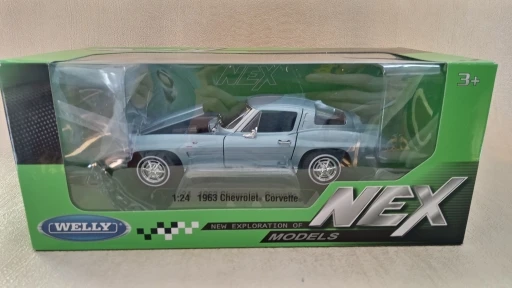 NEX
3+
1:24 1963 Chevrolet Corvette
WELLY
NEW EXPLORATION OF
MODELS
NEX